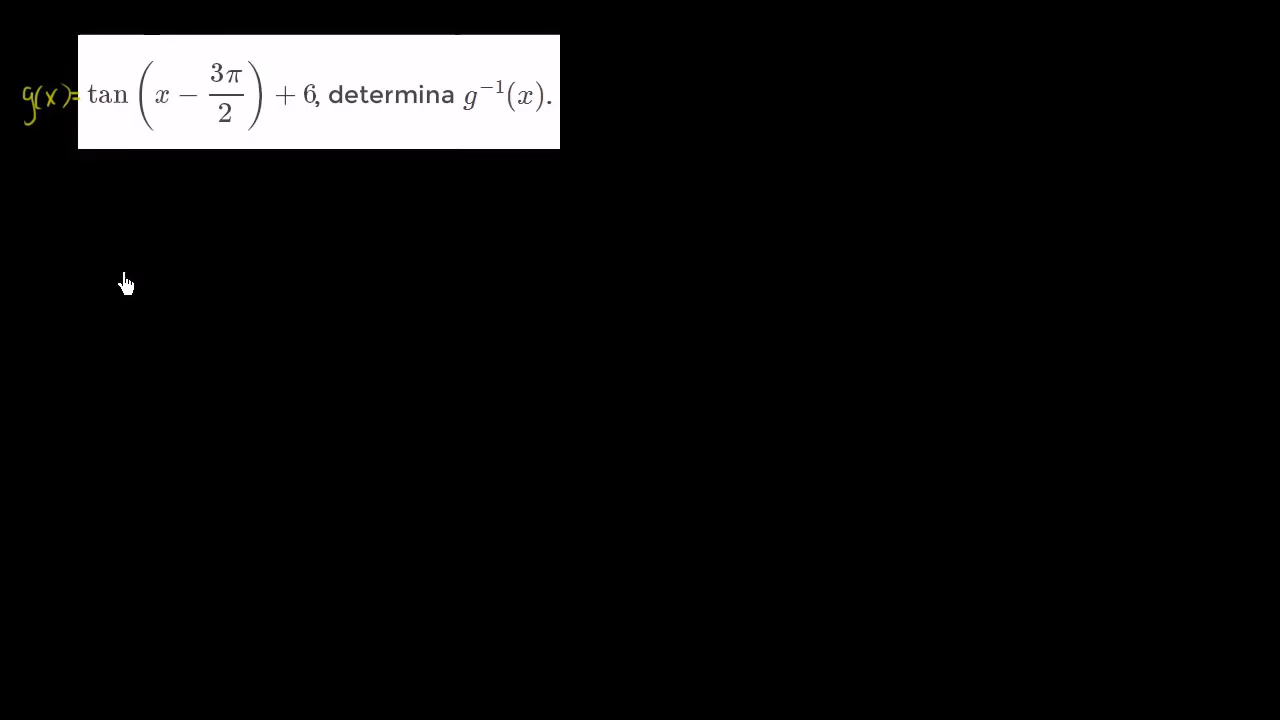 g(x)= tan(x − 3π/2) + 6, determina g⁻¹(x).